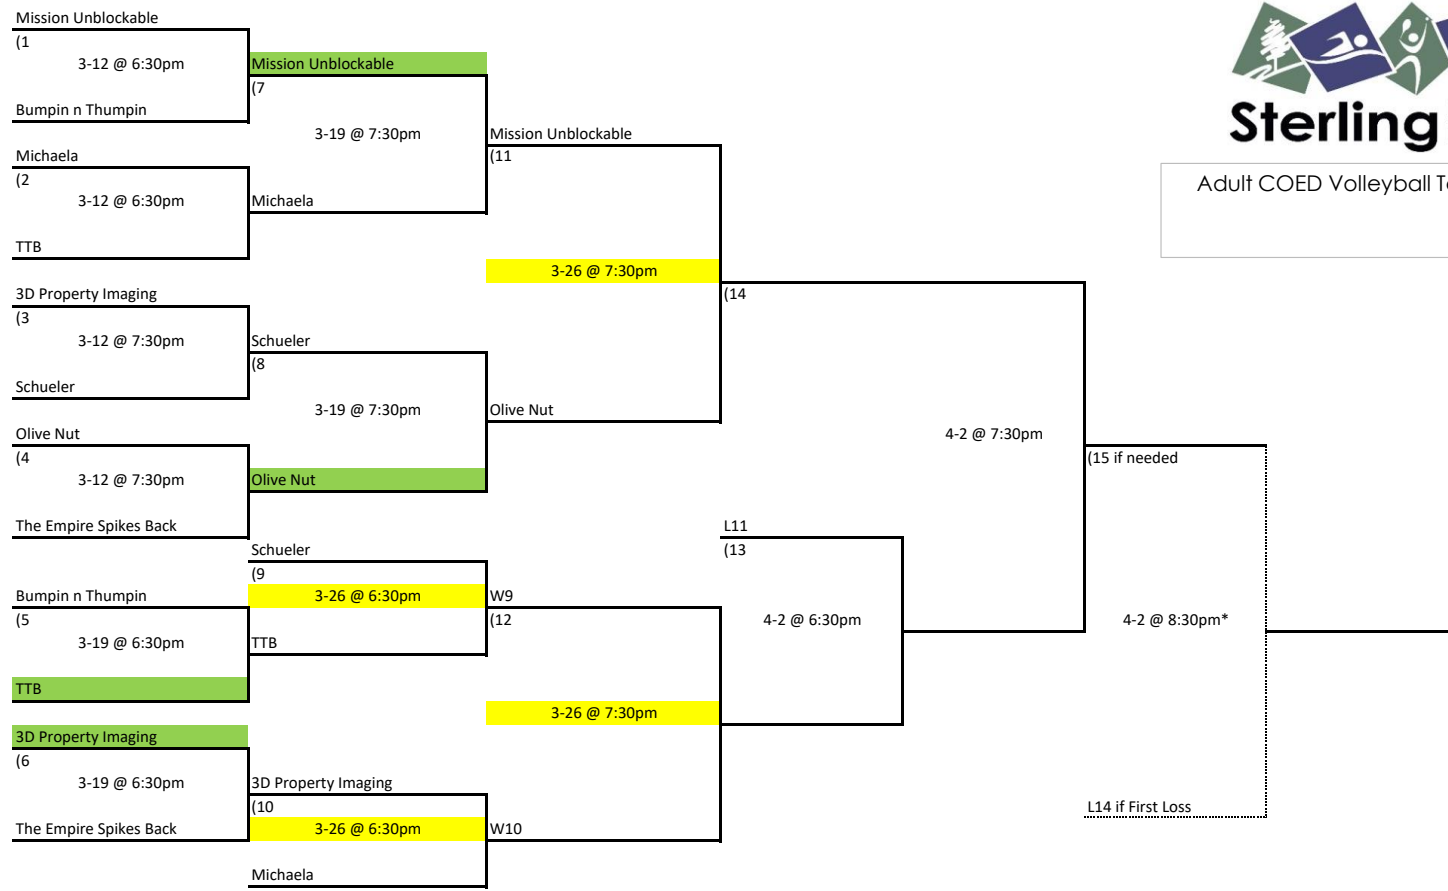 Mission Unblockable
(1
3-12 @ 6:30pm
Mission Unblockable
(7
Bumpin n Thumpin
3-19 @ 7:30pm
Mission Unblockable
(11
Sterling
Michaela
(2
3-12 @ 6:30pm
Michaela
Adult COED Volleyball T
TTB
3-26 @ 7:30pm
3D Property Imaging
(14
(3
3-12 @ 7:30pm
Schueler
(8
Schueler
3-19 @ 7:30pm
Olive Nut
Olive Nut
4-2 @ 7:30pm
(4
(15 if needed
3-12 @ 7:30pm
Olive Nut
The Empire Spikes Back
L11
Schueler
(13
(9
Bumpin n Thumpin
3-26 @ 6:30pm
W9
(5
(12
4-2 @ 6:30pm
4-2 @ 8:30pm*
3-19 @ 6:30pm
TTB
TTB
3-26 @ 7:30pm
3D Property Imaging
(6
3-19 @ 6:30pm
3D Property Imaging
(10
L14 if First Loss
The Empire Spikes Back
3-26 @ 6:30pm
W10
Michaela